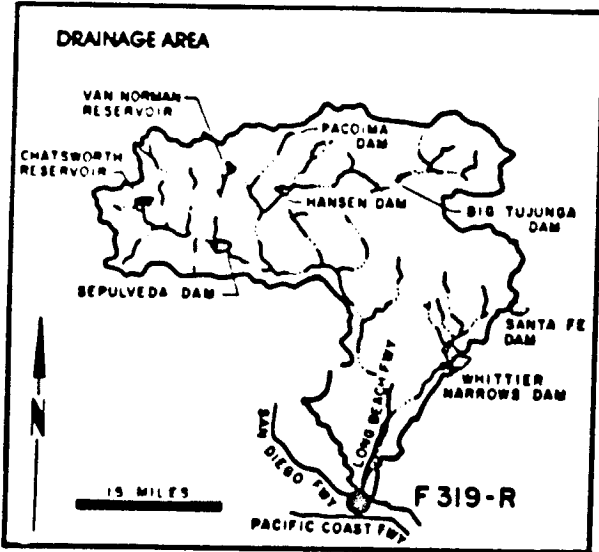 DRAINAGE AREA
VAN NORMAN
RESERVOIR
PACOIMA
DAM
CHATSWORTH
RESERVOIR
HANSEN DAM
BIG TUJUNGA
DAM
SEPULVEDA DAM
SANTA FE
DAM
WHITTIER
NARROWS DAM
LONG BEACH FWY
SAN DIEGO FWY
N
15 MILES
F 319-R
PACIFIC COAST FWY